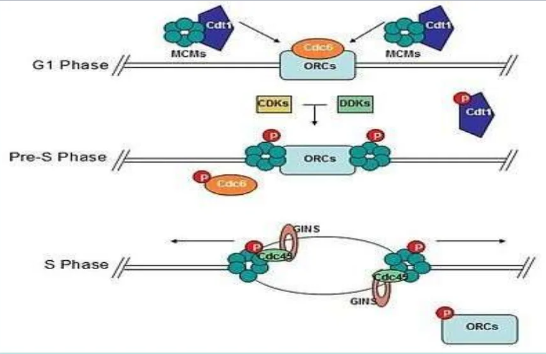 Cdt1
Cdt1
Cdc6
MCMs
ORCs
MCMs
G1 Phase
CDKs
DDKs
P
Cdt1
P
P
Pre-S Phase
ORCs
P
Cdc6
GINS
P
P
Cdc45
S Phase
Cdc45
GINS
P
ORCs